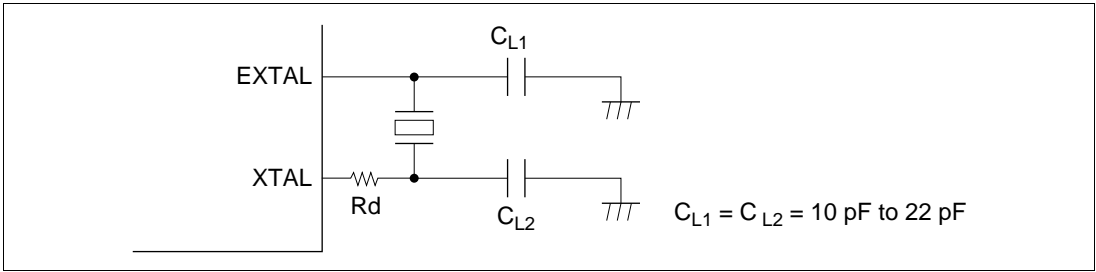 C_L1
EXTAL
XTAL
Rd
C_L2
C_L1 = C_L2 = 10 pF to 22 pF